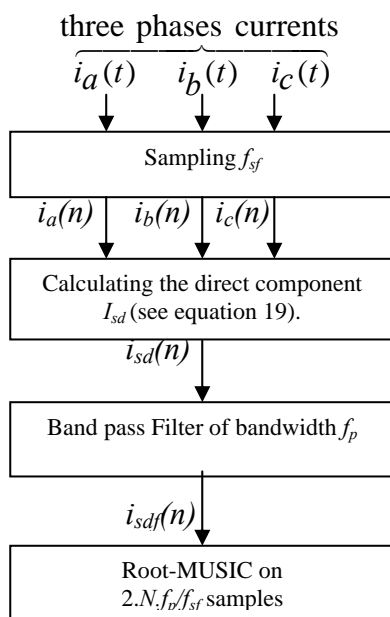 three phases currents
i_a(t) i_b(t) i_c(t)
Sampling f_sf
i_a(n) i_b(n) i_c(n)
Calculating the direct component
I_sd (see equation 19).
i_sd(n)
Band pass Filter of bandwidth f_p
i_sdf(n)
Root-MUSIC on
2.N.f_p/f_sf samples